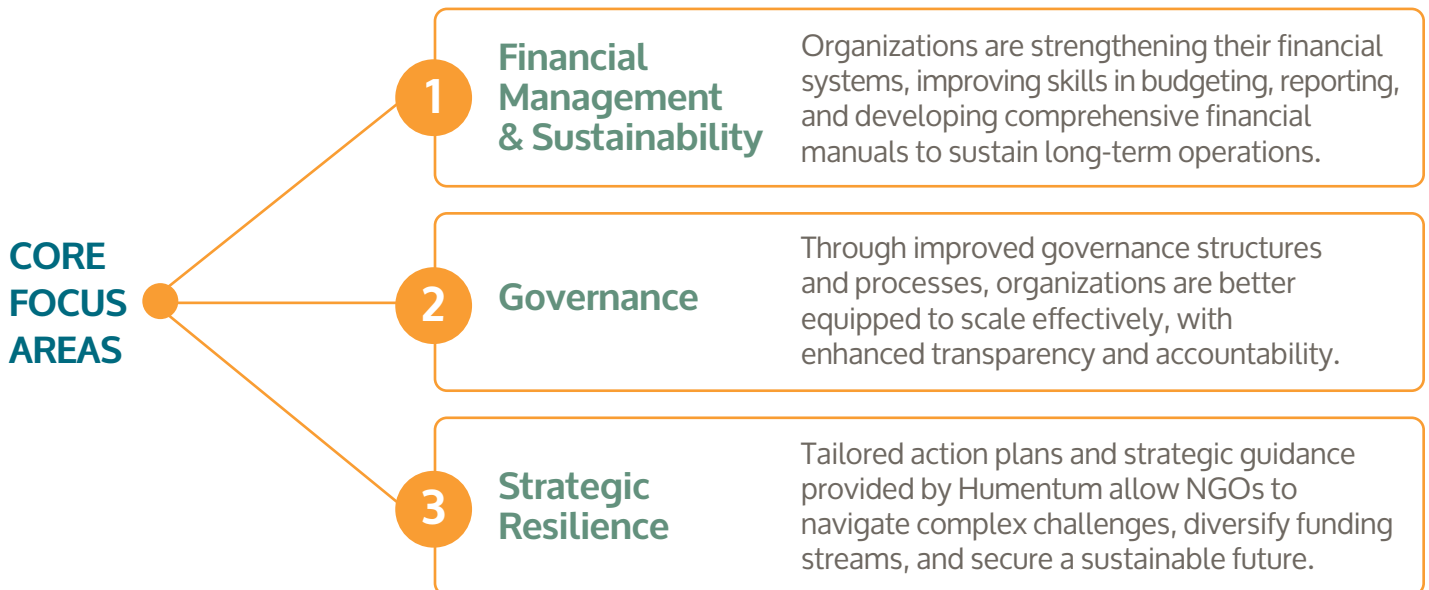 CORE
FOCUS
AREAS
1
Financial
Management
& Sustainability
Organizations are strengthening their financial
systems, improving skills in budgeting, reporting,
and developing comprehensive financial
manuals to sustain long-term operations.
2
Governance
Through improved governance structures
and processes, organizations are better
equipped to scale effectively, with
enhanced transparency and accountability.
3
Strategic
Resilience
Tailored action plans and strategic guidance
provided by Humentum allow NGOs to
navigate complex challenges, diversify funding
streams, and secure a sustainable future.